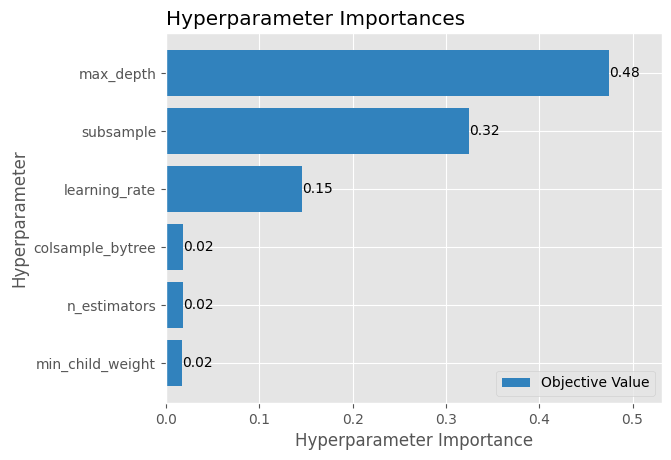 Hyperparameter Importances
max_depth
0.48
subsample
0.32
learning_rate
0.15
colsample_bytree
0.02
n_estimators
0.02
min_child_weight
0.02
Hyperparameter
Objective Value
0.0 0.1 0.2 0.3 0.4 0.5
Hyperparameter Importance